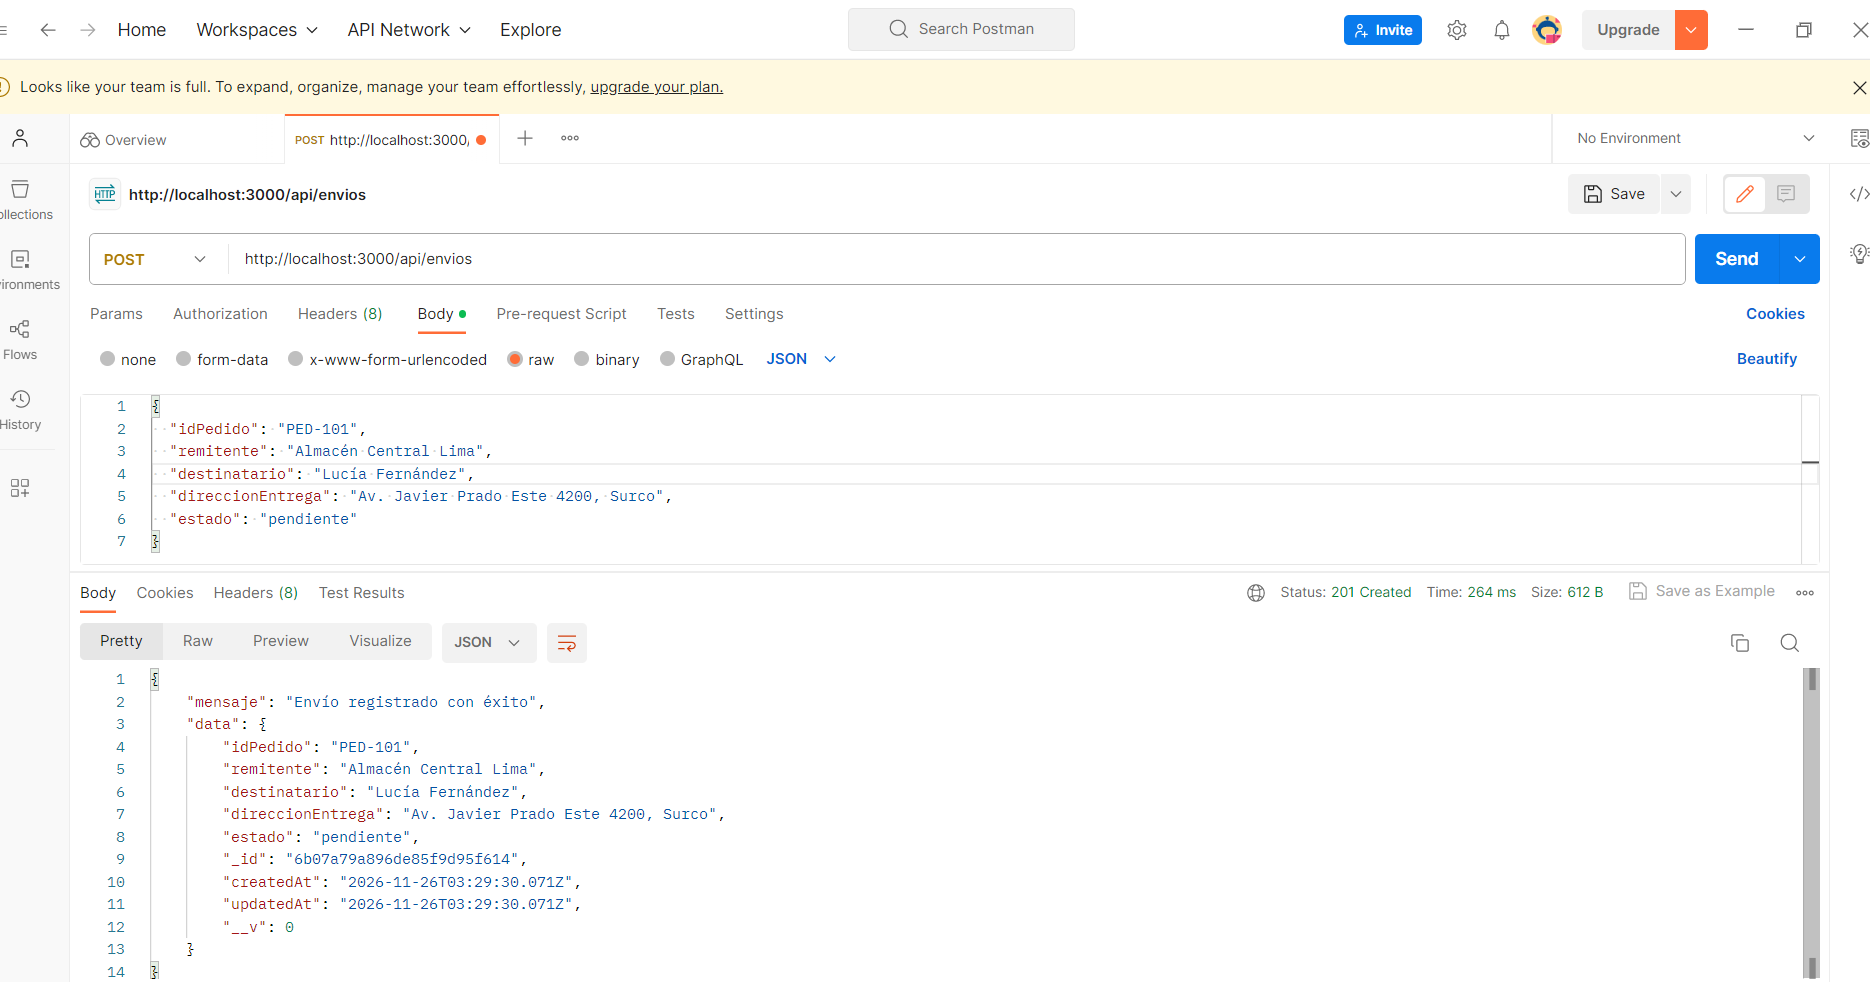 Home Workspaces API Network Explore Search Postman Invite Upgrade
Looks like your team is full. To expand, organize, manage your team effortlessly, upgrade your plan.
Overview POST http://localhost:3000/ No Environment
HTTP http://localhost:3000/api/envios Save
POST http://localhost:3000/api/envios Send
Params Authorization Headers (8) Body Pre-request Script Tests Settings Cookies
none form-data x-www-form-urlencoded raw binary GraphQL JSON Beautify
ollections
ironments
Flows
History
1 {
2 "idPedido": "PED-101",
3 "remitente": "Almacén Central Lima",
4 "destinatario": "Lucía Fernández",
5 "direccionEntrega": "Av. Javier Prado Este 4200, Surco",
6 "estado": "pendiente"
7 }
Body Cookies Headers (8) Test Results Status: 201 Created Time: 264 ms Size: 612 B Save as Example
Pretty Raw Preview Visualize JSON
1 {
2 "mensaje": "Envío registrado con éxito",
3 "data": {
4 "idPedido": "PED-101",
5 "remitente": "Almacén Central Lima",
6 "destinatario": "Lucía Fernández",
7 "direccionEntrega": "Av. Javier Prado Este 4200, Surco",
8 "estado": "pendiente",
9 "_id": "6b07a79a896de85f9d95f614",
10 "createdAt": "2026-11-26T03:29:30.071Z",
11 "updatedAt": "2026-11-26T03:29:30.071Z",
12 "__v": 0
13 }
14 }